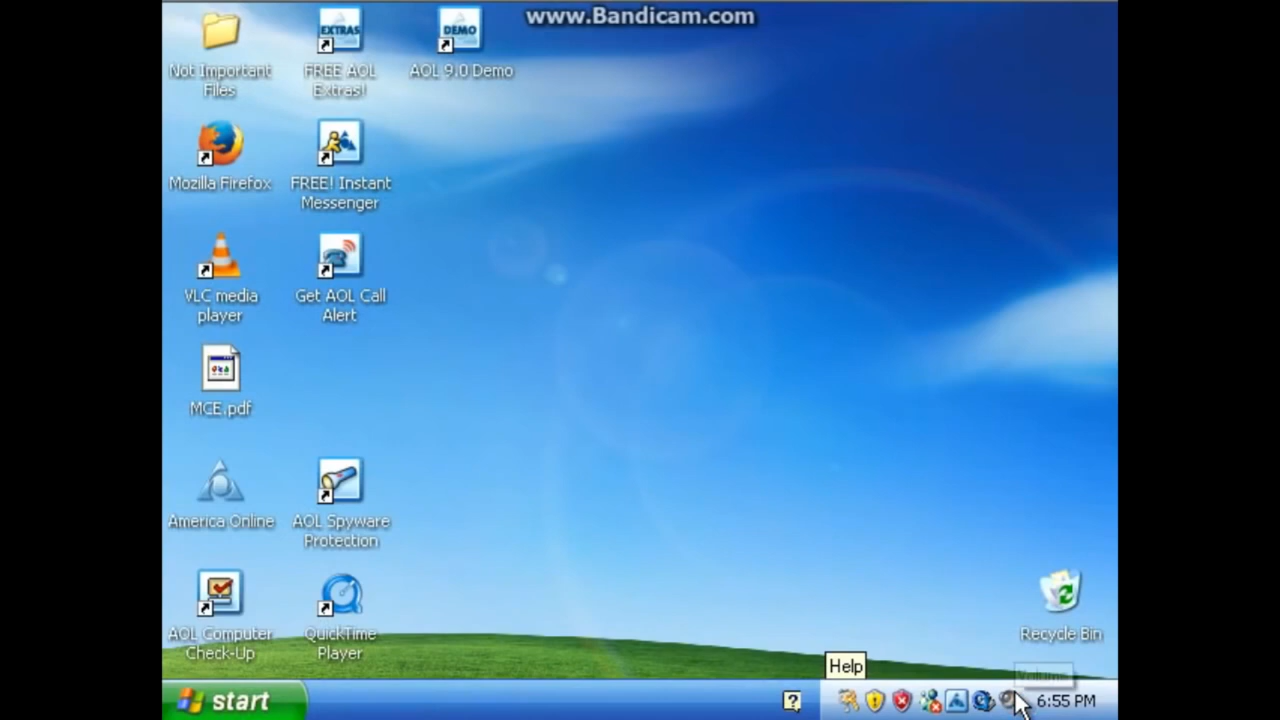 www.Bandicam.com
EXTRAS
DEMO
Not Important
Files
FREE AOL
Extras!
AOL 9.0 Demo
Mozilla Firefox
FREE! Instant
Messenger
VLC media
player
Get AOL Call
Alert
MCE.pdf
America Online
AOL Spyware
Protection
AOL Computer
Check-Up
QuickTime
Player
Recycle Bin
Help
Volume
start
?
6:55 PM